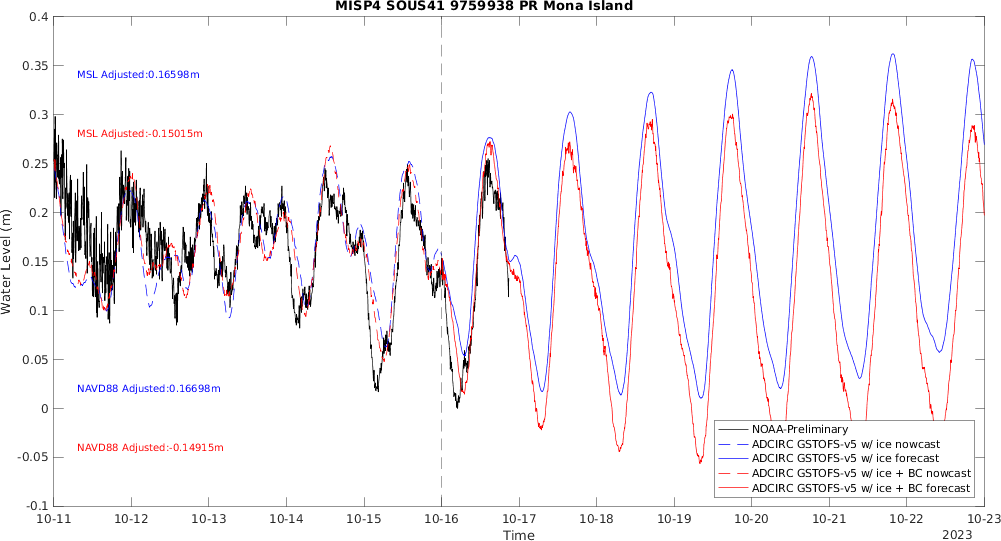 MISP4 SOUS41 9759938 PR Mona Island
0.4
0.35
0.3
0.25
0.2
0.15
0.1
0.05
0
-0.05
-0.1
Water Level (m)
MSL Adjusted:0.16598m
MSL Adjusted:-0.15015m
NAVD88 Adjusted:0.16698m
NAVD88 Adjusted:-0.14915m
NOAA-Preliminary
ADCIRC GSTOFS-v5 w/ ice nowcast
ADCIRC GSTOFS-v5 w/ ice forecast
ADCIRC GSTOFS-v5 w/ ice + BC nowcast
ADCIRC GSTOFS-v5 w/ ice + BC forecast
10-11 10-12 10-13 10-14 10-15 10-16 10-17 10-18 10-19 10-20 10-21 10-22 10-23
Time
2023